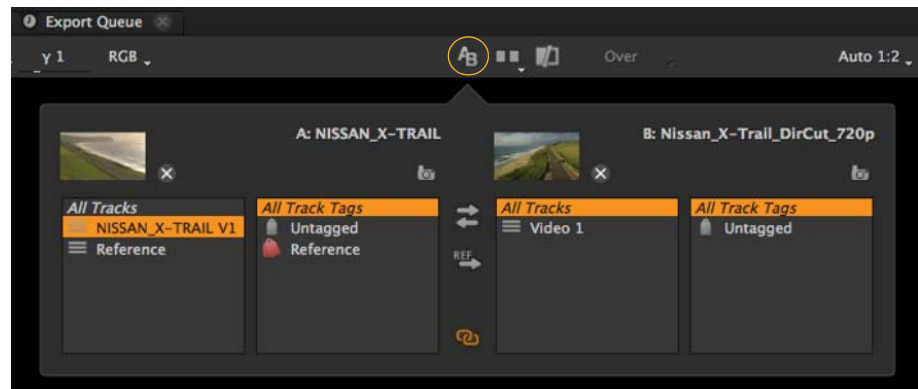 Export Queue
γ 1 RGB AB Over Auto 1:2
A: NISSAN_X-TRAIL B: Nissan_X-Trail_DirCut_720p
All Tracks All Track Tags All Tracks All Track Tags
NISSAN_X-TRAIL V1 Untagged Video 1 Untagged
Reference Reference REF